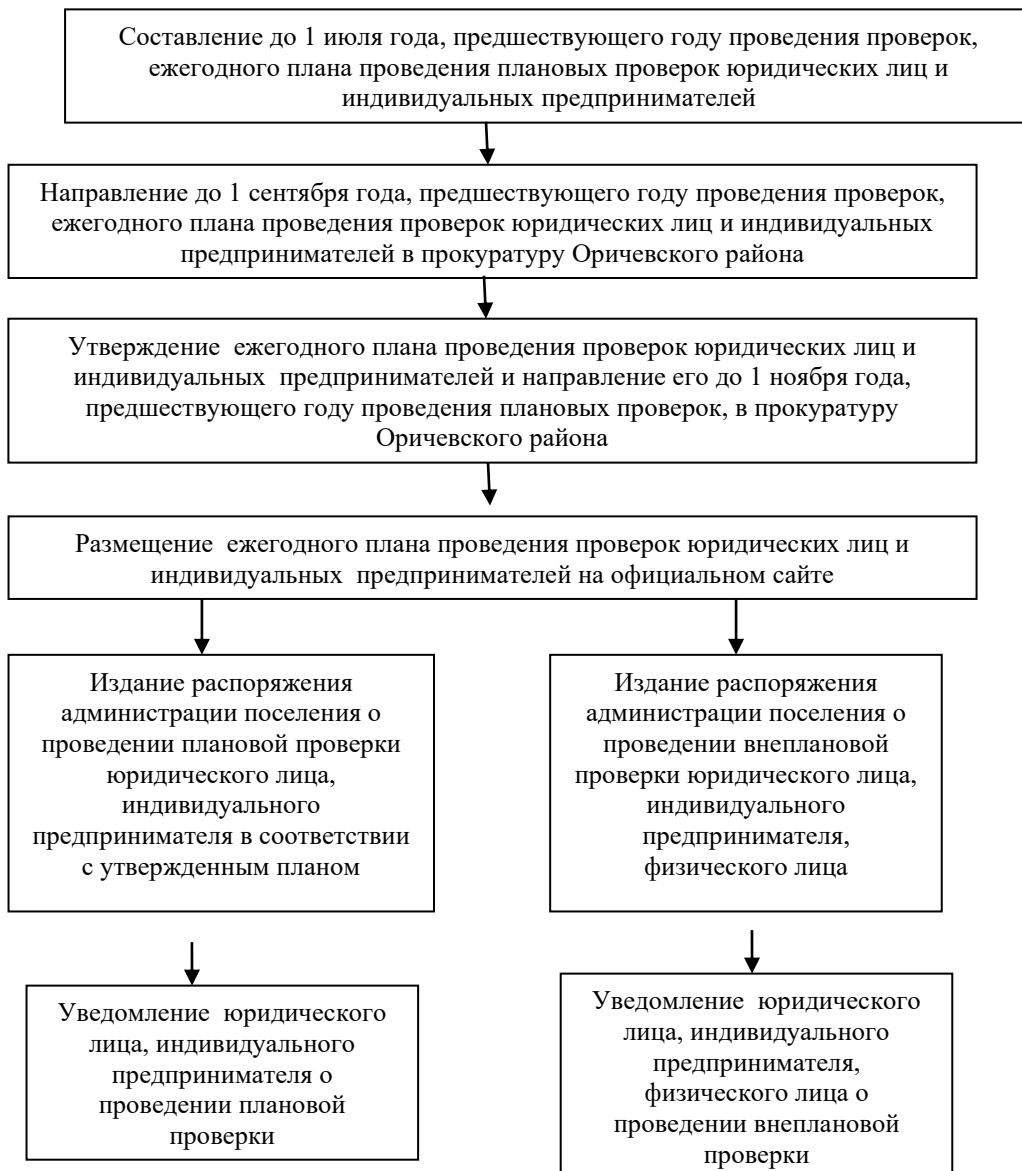 Составление до 1 июля года, предшествующего году проведения проверок,
ежегодного плана проведения плановых проверок юридических лиц и
индивидуальных предпринимателей
Направление до 1 сентября года, предшествующего году проведения проверок,
ежегодного плана проведения проверок юридических лиц и индивидуальных
предпринимателей в прокуратуру Оричевского района
Утверждение ежегодного плана проведения проверок юридических лиц и
индивидуальных предпринимателей и направление его до 1 ноября года,
предшествующего году проведения плановых проверок, в прокуратуру
Оричевского района
Размещение ежегодного плана проведения проверок юридических лиц и
индивидуальных предпринимателей на официальном сайте
Издание распоряжения
администрации поселения о
проведении плановой проверки
юридического лица,
индивидуального
предпринимателя в соответствии
с утвержденным планом
Издание распоряжения
администрации поселения о
проведении внеплановой
проверки юридического лица,
индивидуального
предпринимателя,
физического лица
Уведомление юридического
лица, индивидуального
предпринимателя о
проведении плановой
проверки
Уведомление юридического
лица, индивидуального
предпринимателя,
физического лица о
проведении внеплановой
проверки